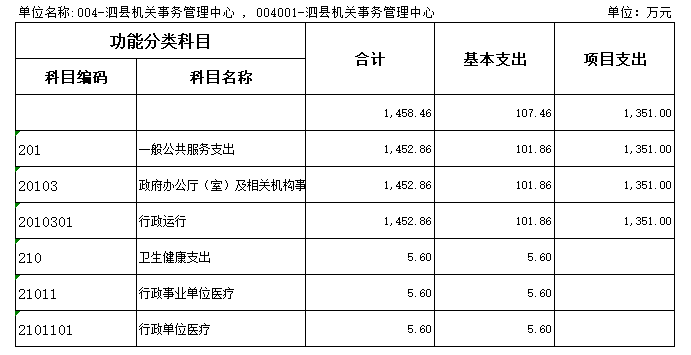 单位名称:004-泗县机关事务管理中心 , 004001-泗县机关事务管理中心 单位: 万元
功能分类科目 合计 基本支出 项目支出
科目编码 科目名称
1,458.46 107.46 1,351.00
201 一般公共服务支出 1,452.86 101.86 1,351.00
20103 政府办公厅（室）及相关机构事 1,452.86 101.86 1,351.00
2010301 行政运行 1,452.86 101.86 1,351.00
210 卫生健康支出 5.60 5.60
21011 行政事业单位医疗 5.60 5.60
2101101 行政单位医疗 5.60 5.60